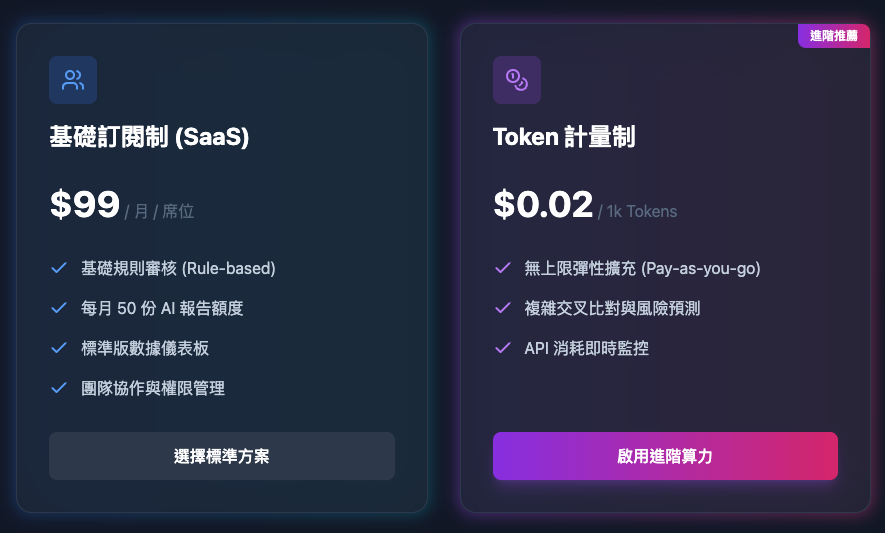 基礎訂閱制 (SaaS)
$99 / 月 / 席位
基礎規則審核 (Rule-based)
每月 50 份 AI 報告額度
標準版數據儀表板
團隊協作與權限管理
選擇標準方案
進階推薦
Token 計量制
$0.02 / 1k Tokens
無上限彈性擴充 (Pay-as-you-go)
複雜交叉比對與風險預測
API 消耗即時監控
啟用進階算力